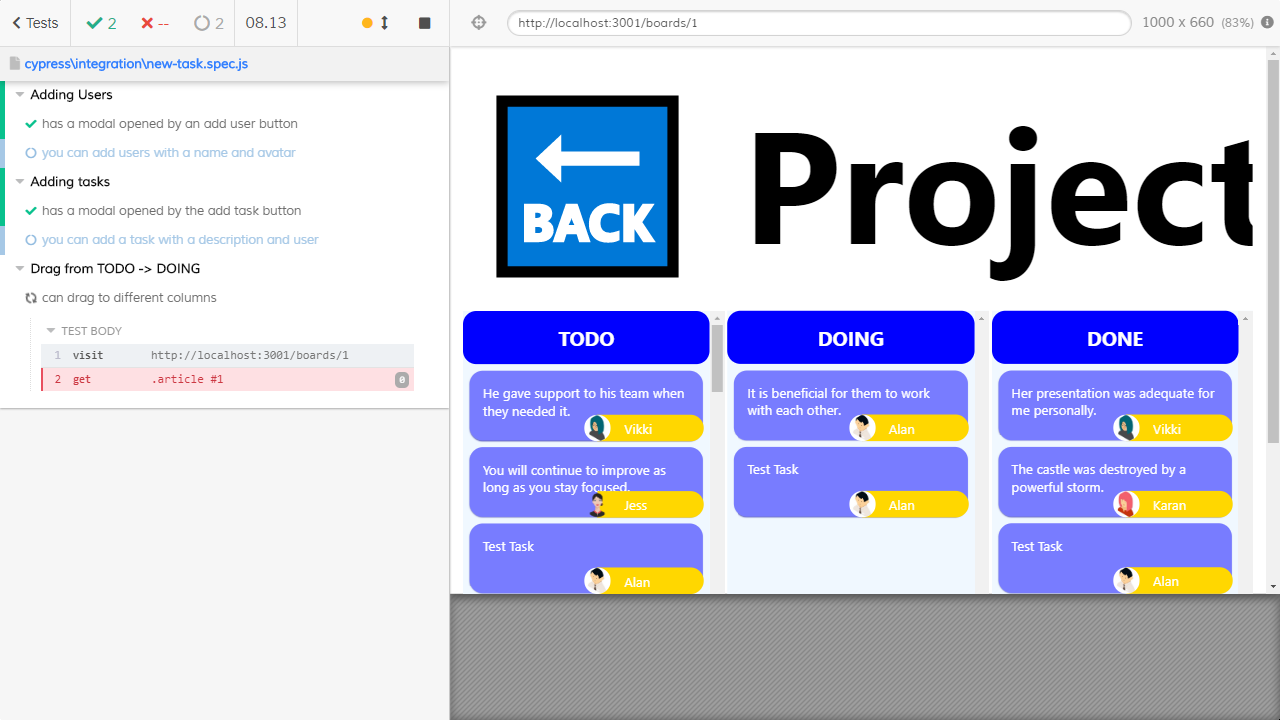 Tests
2
--
2
08.13
http://localhost:3001/boards/1
1000 x 660 (83%)
cypress\integration\new-task.spec.js
Adding Users
has a modal opened by an add user button
you can add users with a name and avatar
Adding tasks
has a modal opened by the add task button
you can add a task with a description and user
Drag from TODO -> DOING
can drag to different columns
TEST BODY
1 visit http://localhost:3001/boards/1
2 get .article #1 0
BACK
Project
TODO
He gave support to his team when
they needed it.
Vikki
You will continue to improve as
long as you stay focused.
Jess
Test Task
Alan
DOING
It is beneficial for them to work
with each other.
Alan
Test Task
Alan
DONE
Her presentation was adequate for
me personally.
Vikki
The castle was destroyed by a
powerful storm.
Karan
Test Task
Alan